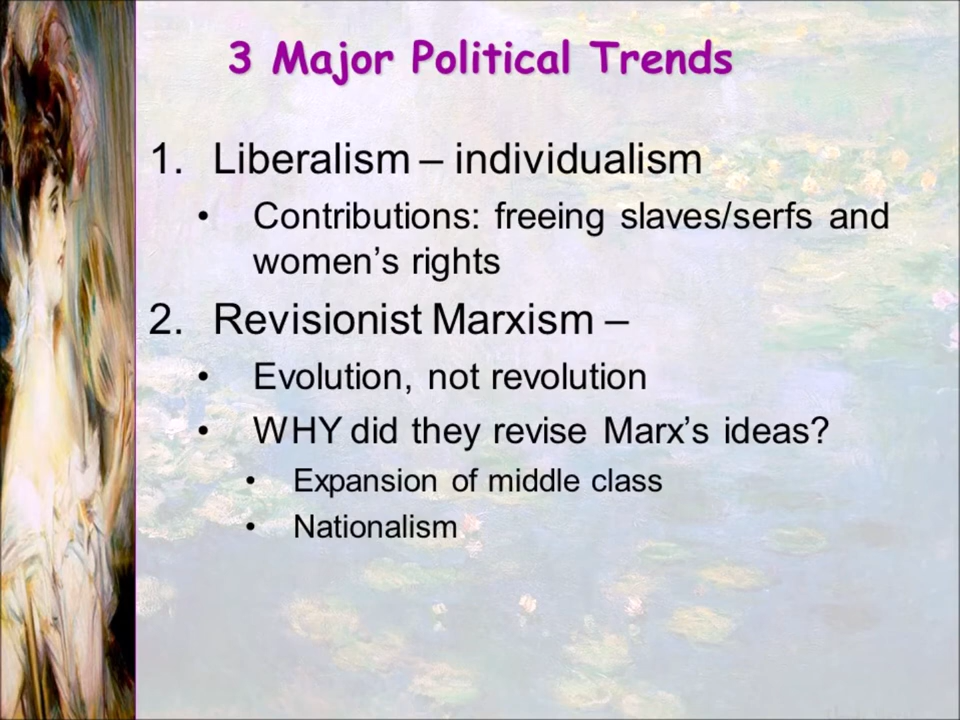 3 Major Political Trends
1. Liberalism – individualism
• Contributions: freeing slaves/serfs and
women’s rights
2. Revisionist Marxism –
• Evolution, not revolution
• WHY did they revise Marx’s ideas?
• Expansion of middle class
• Nationalism